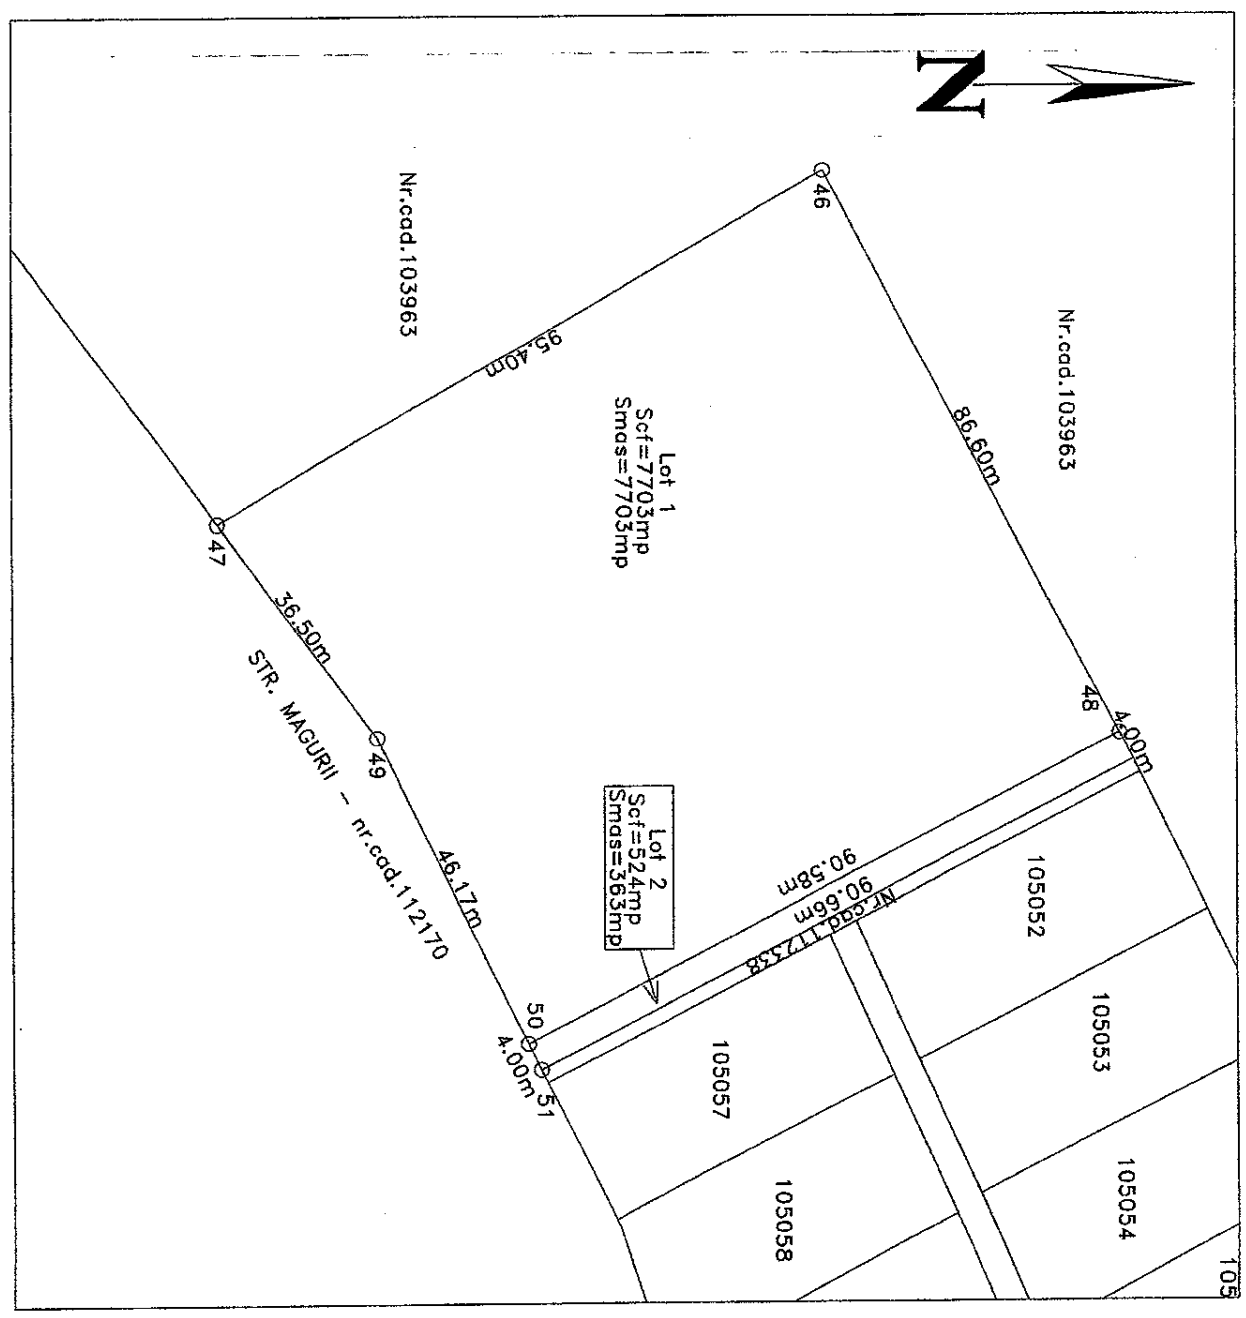 N
Nr.cad.103963
Nr.cad.103963
46
86.60m
95.40m
Lot 1
Scf=7703mp
Smas=7703mp
47
36.50m
48
4.00m
49
STR. MAGURII - nr.cad.112170
46.17m
Lot 2
Scf=524mp
Smas=363mp
90.58m
90.66m
Nr.cad.112338
50
4.00m
51
105052
105053
105054
105
105057
105058